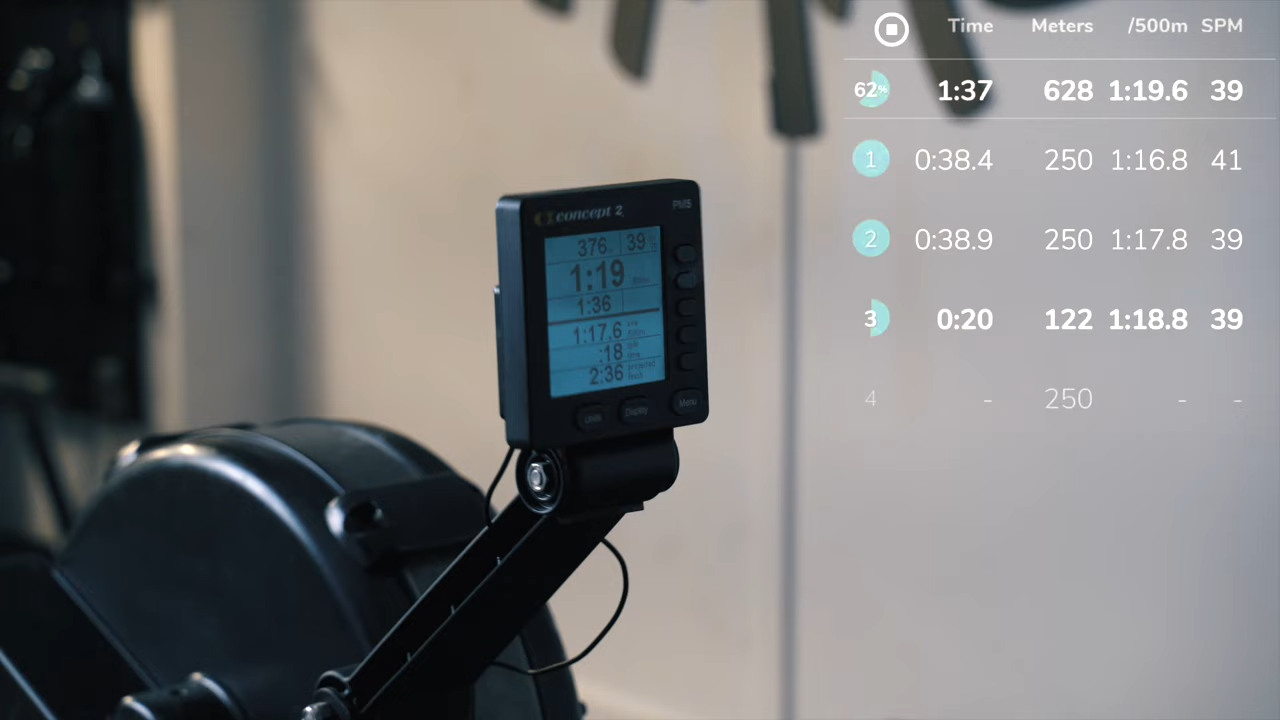 Time Meters /500m SPM
62% 1:37 628 1:19.6 39
1 0:38.4 250 1:16.8 41
2 0:38.9 250 1:17.8 39
3 0:20 122 1:18.8 39
4 - 250 - -
concept 2 PM5
376 39
1:19
1:36
1:17.6
:18
2:36
Units Display Menu